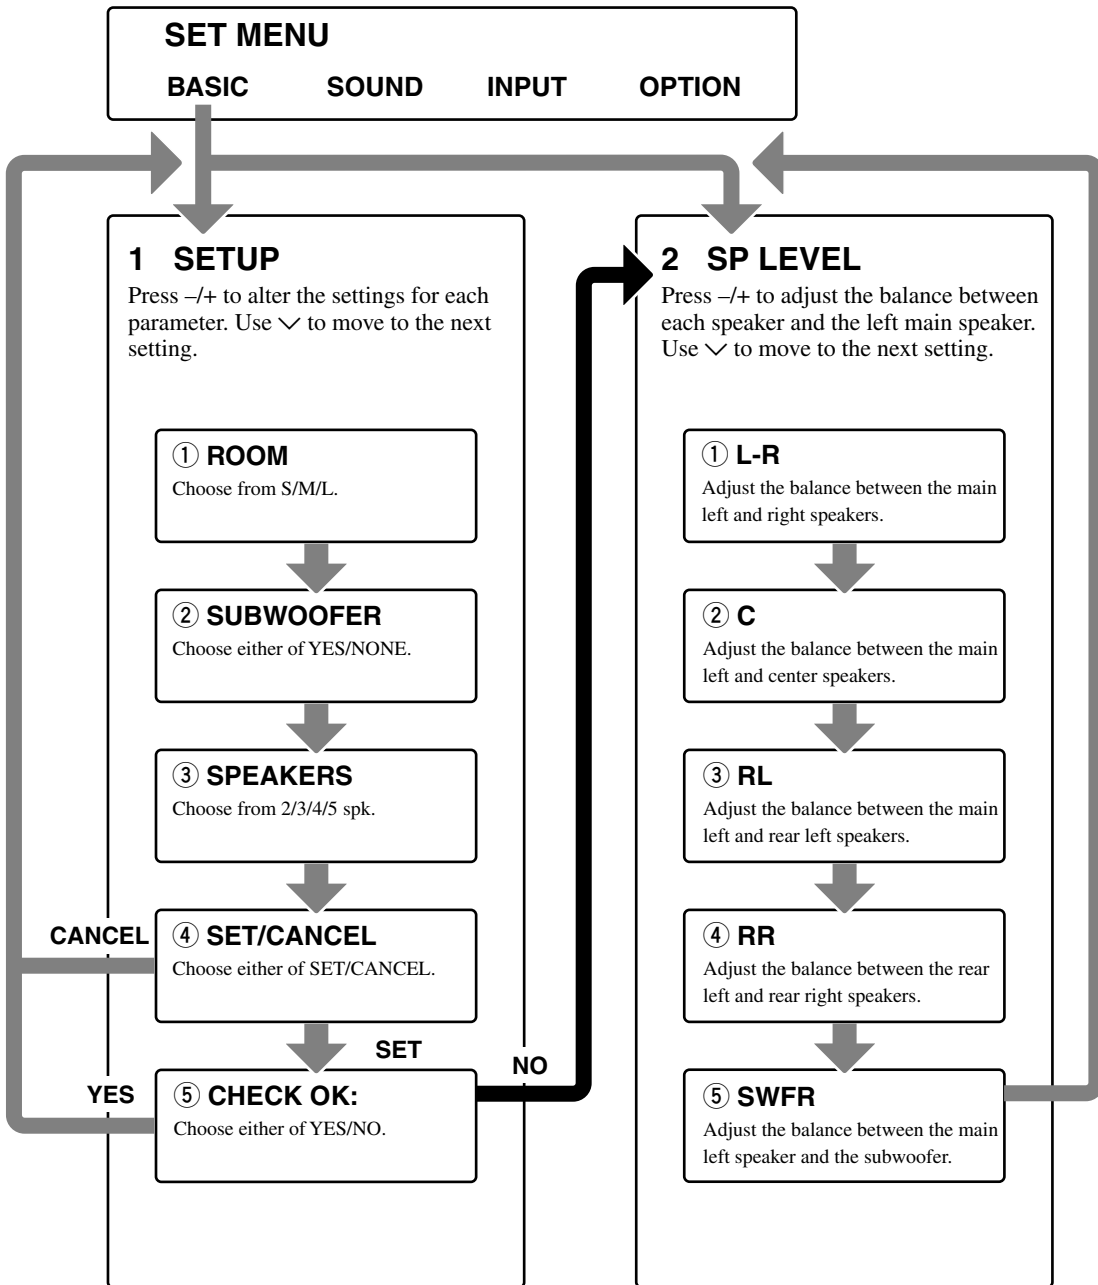 SET MENU
BASIC SOUND INPUT OPTION
1 SETUP
Press –/+ to alter the settings for each
parameter. Use ∨ to move to the next
setting.
① ROOM
Choose from S/M/L.
② SUBWOOFER
Choose either of YES/NONE.
③ SPEAKERS
Choose from 2/3/4/5 spk.
CANCEL
④ SET/CANCEL
Choose either of SET/CANCEL.
SET
NO
YES
⑤ CHECK OK:
Choose either of YES/NO.
2 SP LEVEL
Press –/+ to adjust the balance between
each speaker and the left main speaker.
Use ∨ to move to the next setting.
① L-R
Adjust the balance between the main
left and right speakers.
② C
Adjust the balance between the main
left and center speakers.
③ RL
Adjust the balance between the main
left and rear left speakers.
④ RR
Adjust the balance between the rear
left and rear right speakers.
⑤ SWFR
Adjust the balance between the main
left speaker and the subwoofer.